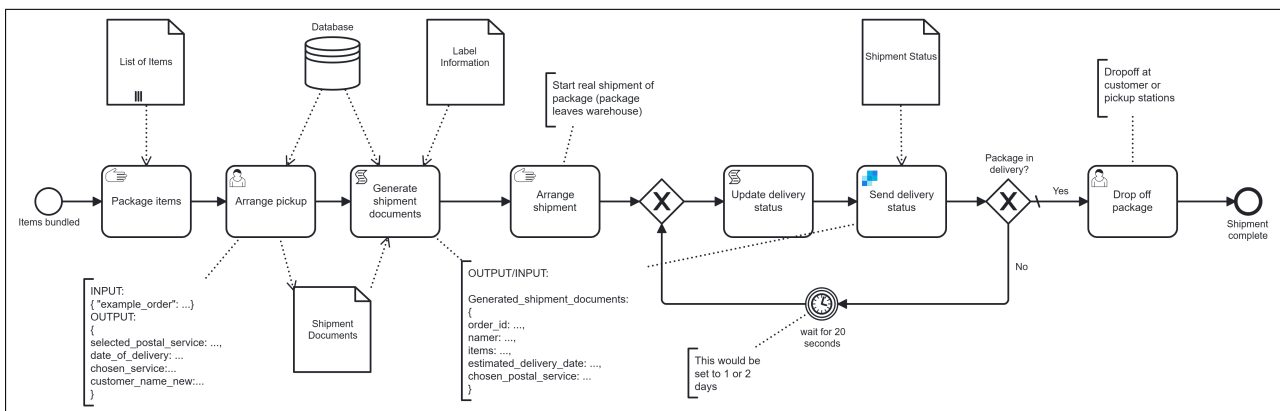 List of Items
Database
Label
Information
Start real shipment of
package (package
leaves warehouse)
Shipment Status
Dropoff at
customer or
pickup stations
Items bundled
Package items
Arrange pickup
Generate
shipment
documents
Arrange
shipment
Update delivery
status
Send delivery
status
Package in
delivery?
Yes
No
Drop off
package
Shipment
complete
INPUT:
{ "example_order": ...}
OUTPUT:
{
selected_postal_service: ...,
date_of_delivery: ...
chosen_service:...
customer_name_new:...
}
Shipment
Documents
OUTPUT/INPUT:
Generated_shipment_documents:
{
order_id: ...,
namer: ...,
items: ...,
estimated_delivery_date: ...,
chosen_postal_service: ...
}
wait for 20
seconds
This would be
set to 1 or 2
days